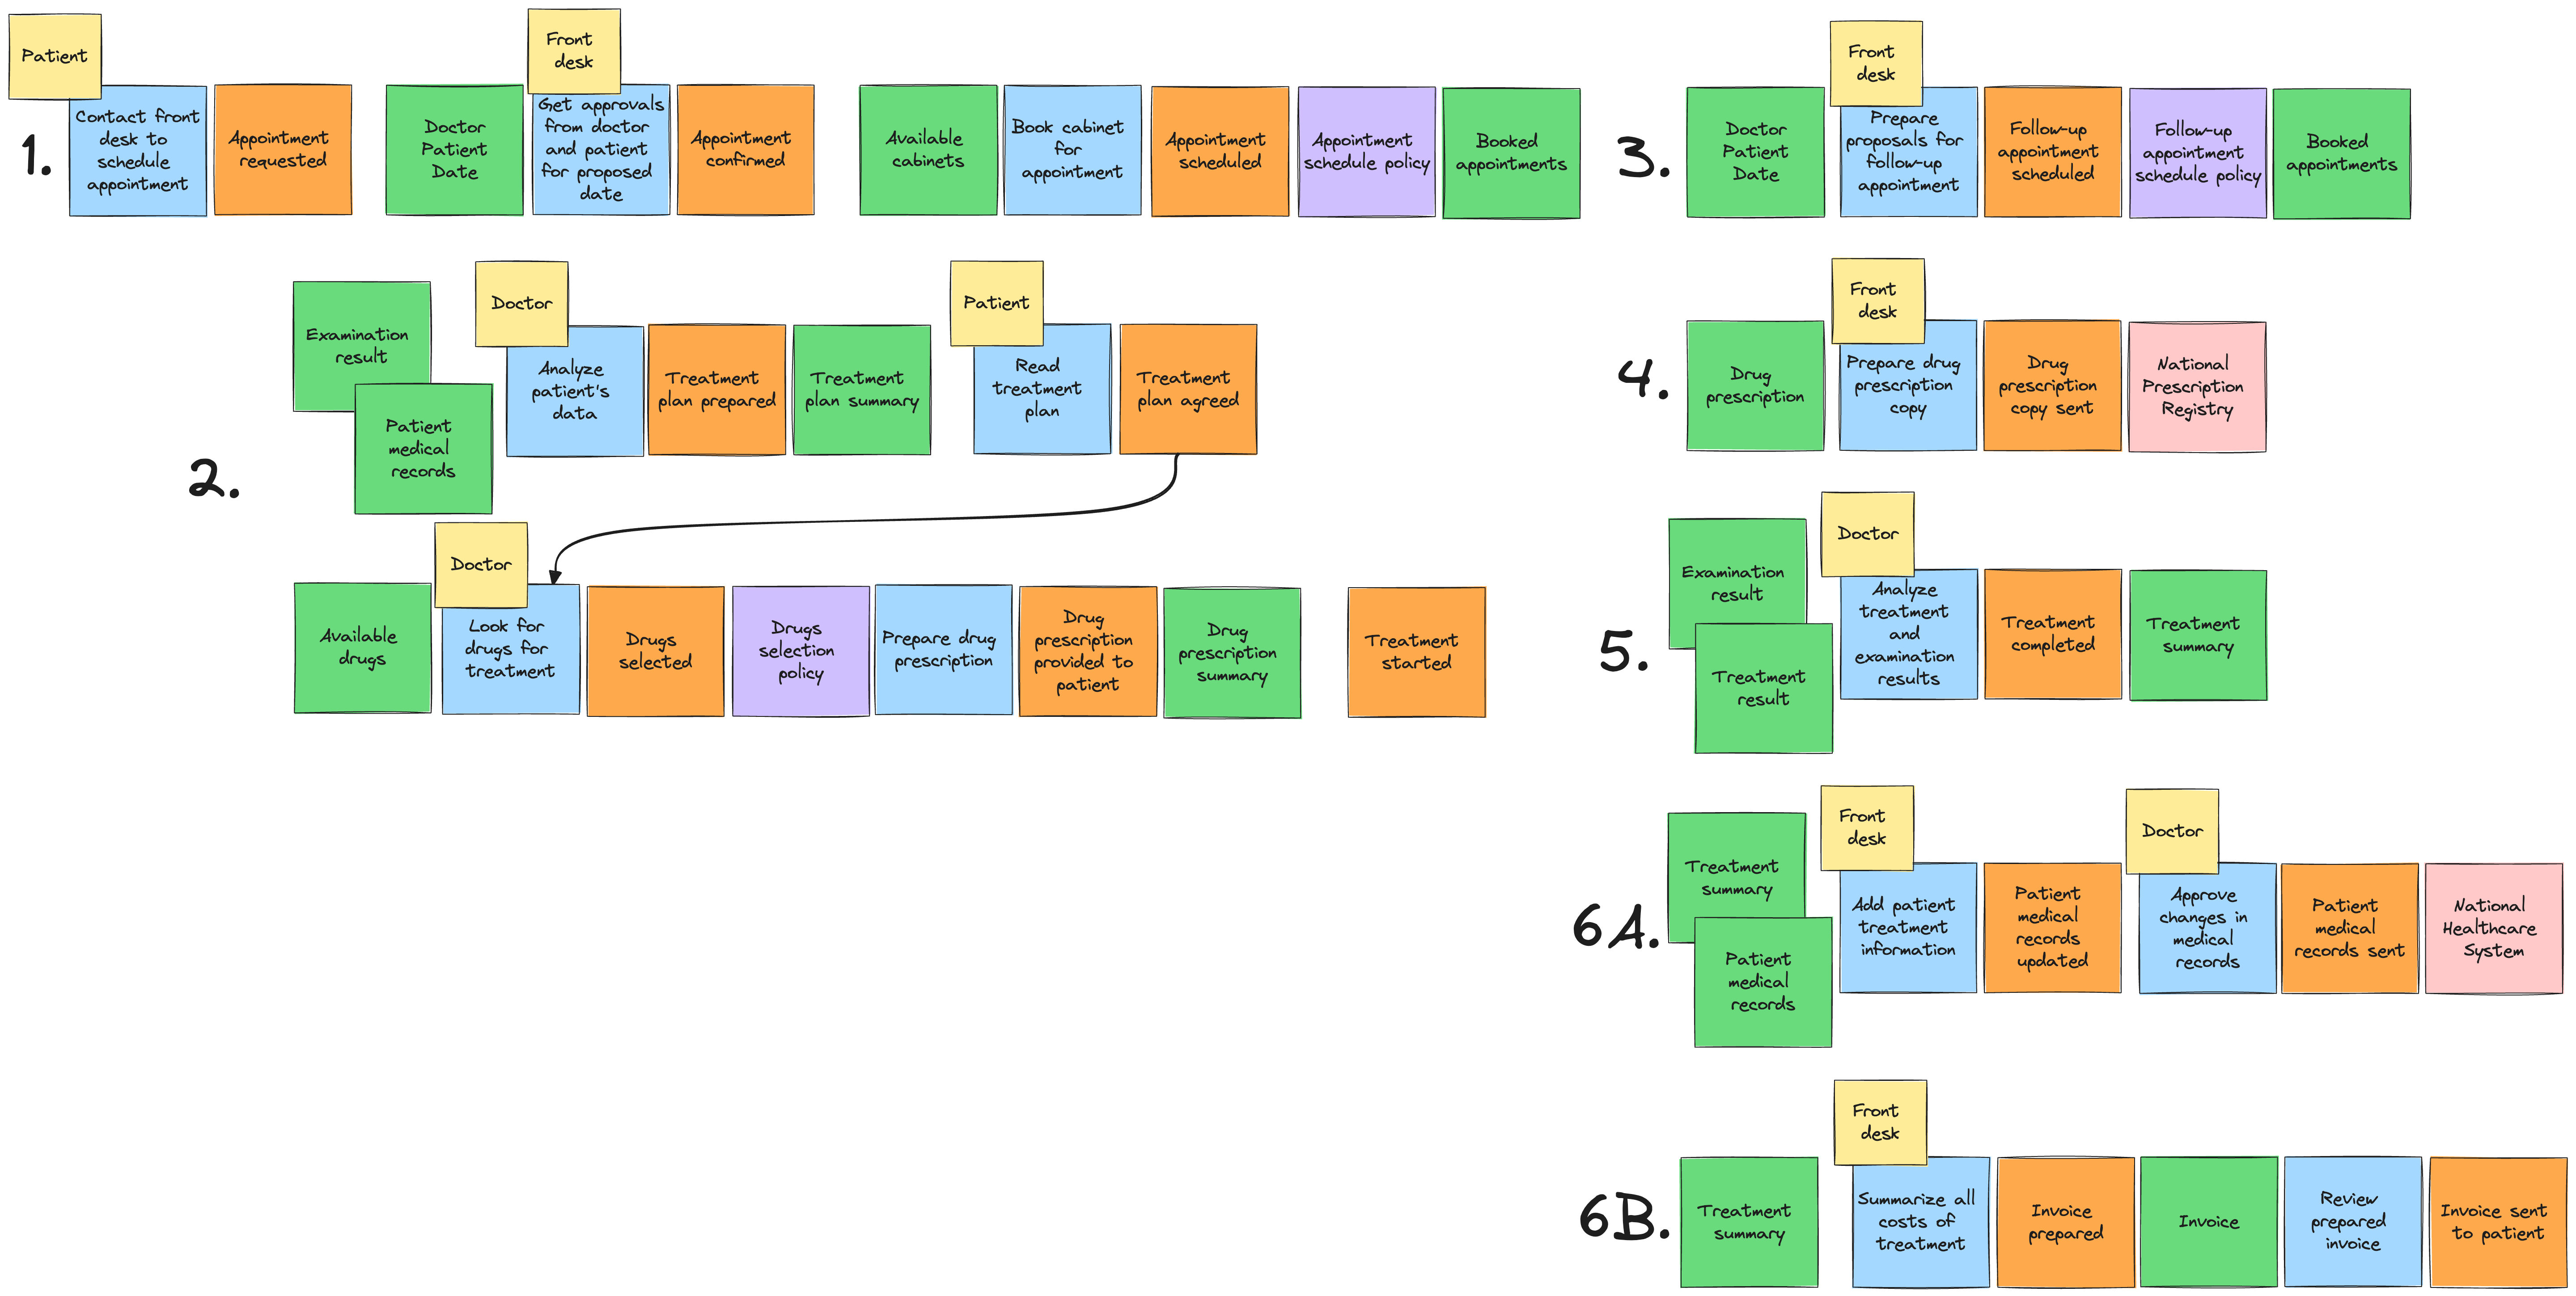 1.
Patient
Contact front
desk to
schedule
appointment
Appointment
requested
Doctor
Patient
Date
Front
desk
Get approvals
from doctor
and patient
for proposed
date
Appointment
confirmed
Available
cabinets
Book cabinet
for
appointment
Appointment
scheduled
Appointment
schedule policy
Booked
appointments
2.
Examination
result
Patient
medical
records
Doctor
Analyze
patient's
data
Treatment
plan prepared
Treatment
plan summary
Patient
Read
treatment
plan
Treatment
plan agreed
Available
drugs
Doctor
Look for
drugs for
treatment
Drugs
selected
Drugs
selection
policy
Prepare drug
prescription
Drug
prescription
provided to
patient
Drug
prescription
summary
Treatment
started
3.
Doctor
Patient
Date
Front
desk
Prepare
proposals for
follow-up
appointment
Follow-up
appointment
scheduled
Follow-up
appointment
schedule policy
Booked
appointments
4.
Drug
prescription
Front
desk
Prepare drug
prescription
copy
Drug
prescription
copy sent
National
Prescription
Registry
5.
Examination
result
Treatment
result
Doctor
Analyze
treatment
and
examination
results
Treatment
completed
Treatment
summary
6A.
Treatment
summary
Patient
medical
records
Front
desk
Add patient
treatment
information
Patient
medical
records
updated
Doctor
Approve
changes in
medical
records
Patient
medical
records sent
National
Healthcare
System
6B.
Treatment
summary
Front
desk
Summarize all
costs of
treatment
Invoice
prepared
Invoice
Review
prepared
invoice
Invoice sent
to patient